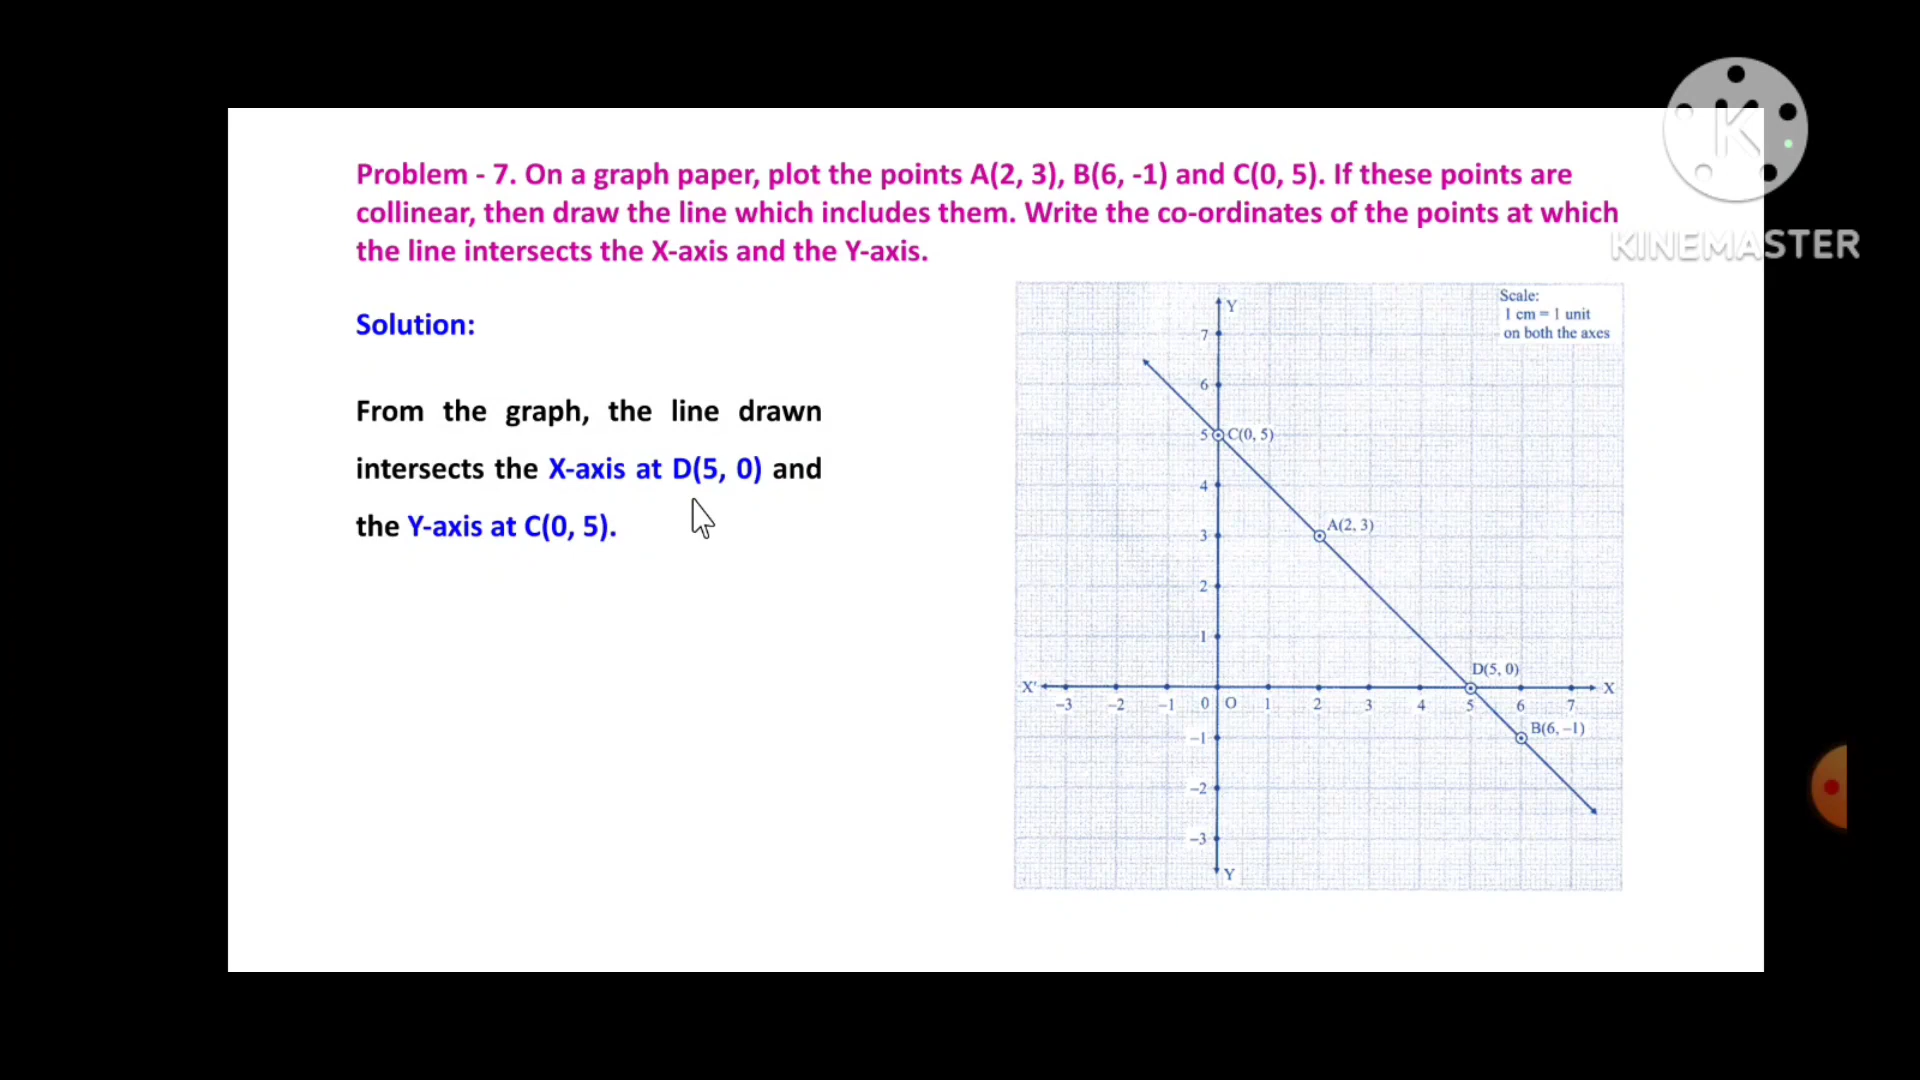 Problem - 7. On a graph paper, plot the points A(2, 3), B(6, -1) and C(0, 5). If these points are
collinear, then draw the line which includes them. Write the co-ordinates of the points at which
the line intersects the X-axis and the Y-axis.
K
KINEMASTER
Solution:
From the graph, the line drawn
intersects the X-axis at D(5, 0) and
the Y-axis at C(0, 5).
Scale:
1 cm = 1 unit
on both the axes
Y
7
6
5 C(0, 5)
4
A(2, 3)
3
2
1
D(5, 0)
X' X
-3 -2 -1 0 O 1 2 3 4 5 6 7
B(6, -1)
-1
-2
-3
Y